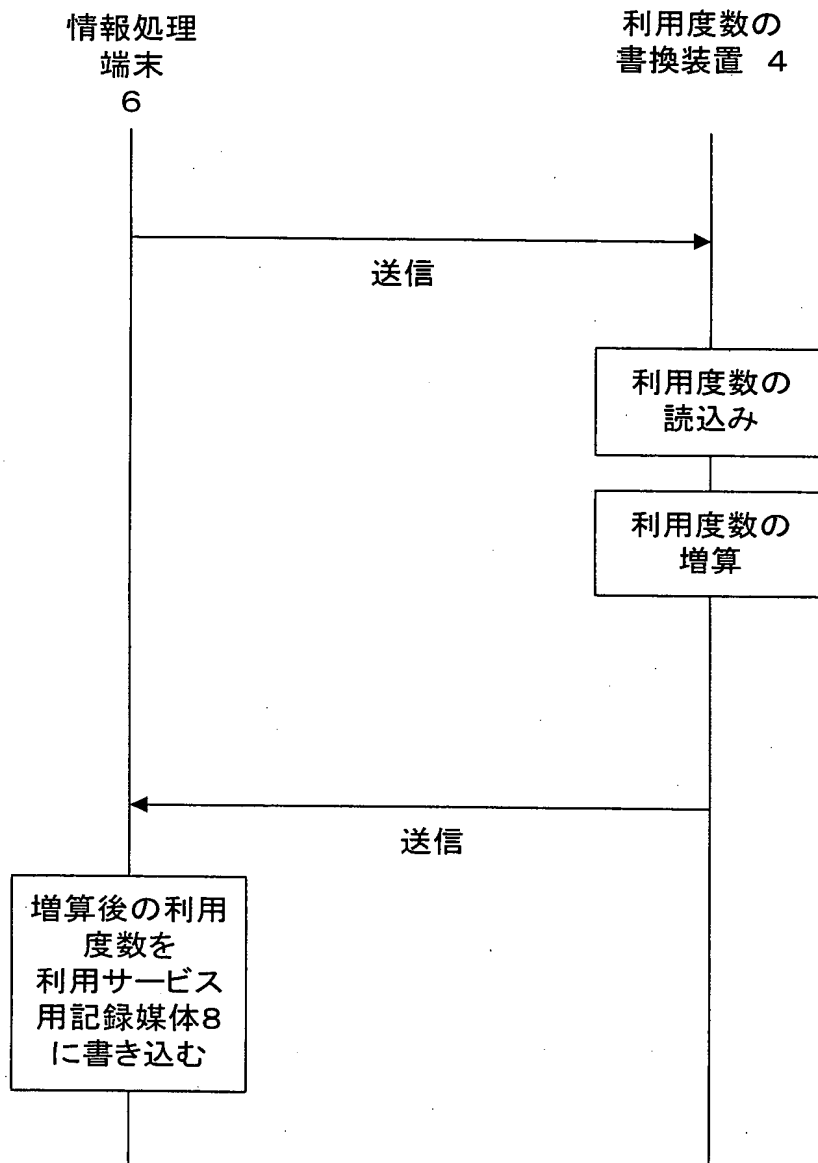 情報処理
端末
6
利用度数の
書換装置 4
送信
利用度数の
読込み
利用度数の
増算
送信
増算後の利用
度数を
利用サービス
用記録媒体8
に書き込む